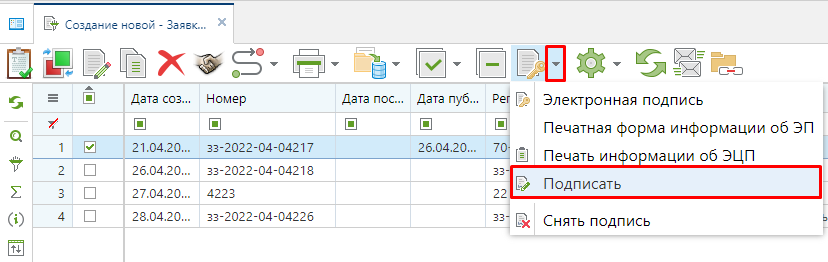 Создание новой - Заявк...
Дата соз... Номер Дата пос... Дата пуб... Рег
Электронная подпись
Печатная форма информации об ЭП
1 21.04.20... зз-2022-04-04217 26.04.20... 70-
Печать информации об ЭЦП
2 26.04.20... зз-2022-04-04218 зз-
Подписать
3 27.04.20... 4223 22
4 28.04.20... зз-2022-04-04226 зз-
Снять подпись